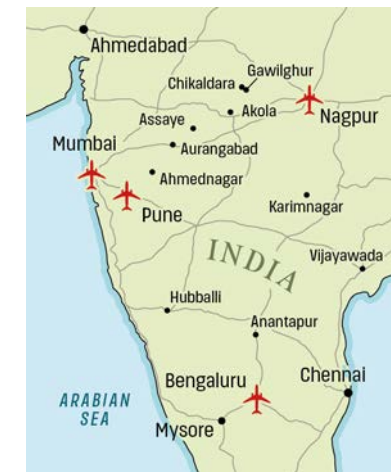 Ahmedabad
Gawilghur
Chikaldara
Akola
Nagpur
Assaye
Mumbai
Aurangabad
Ahmednagar
Pune
Karimnagar
INDIA
Vijayawada
Hubballi
Anantapur
Bengaluru
Chennai
ARABIAN
SEA
Mysore